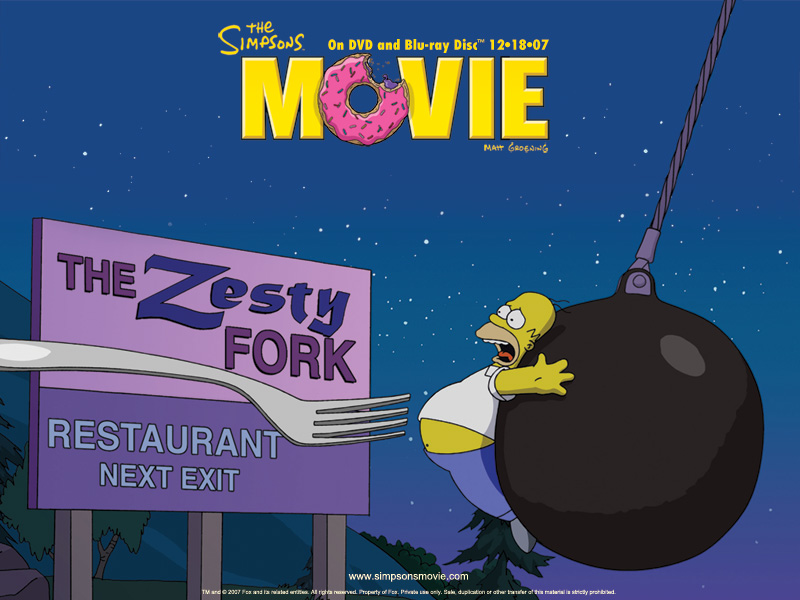 THE SIMPSONS
On DVD and Blu-ray Disc™ 12•18•07
MOVIE
MATT GROENING
THE Zesty
FORK
RESTAURANT
NEXT EXIT
www.simpsonsmovie.com
TM and © 2007 Fox and its related entities. All rights reserved. Property of Fox. Private use only. Sale, duplication or other transfer of this material is strictly prohibited.